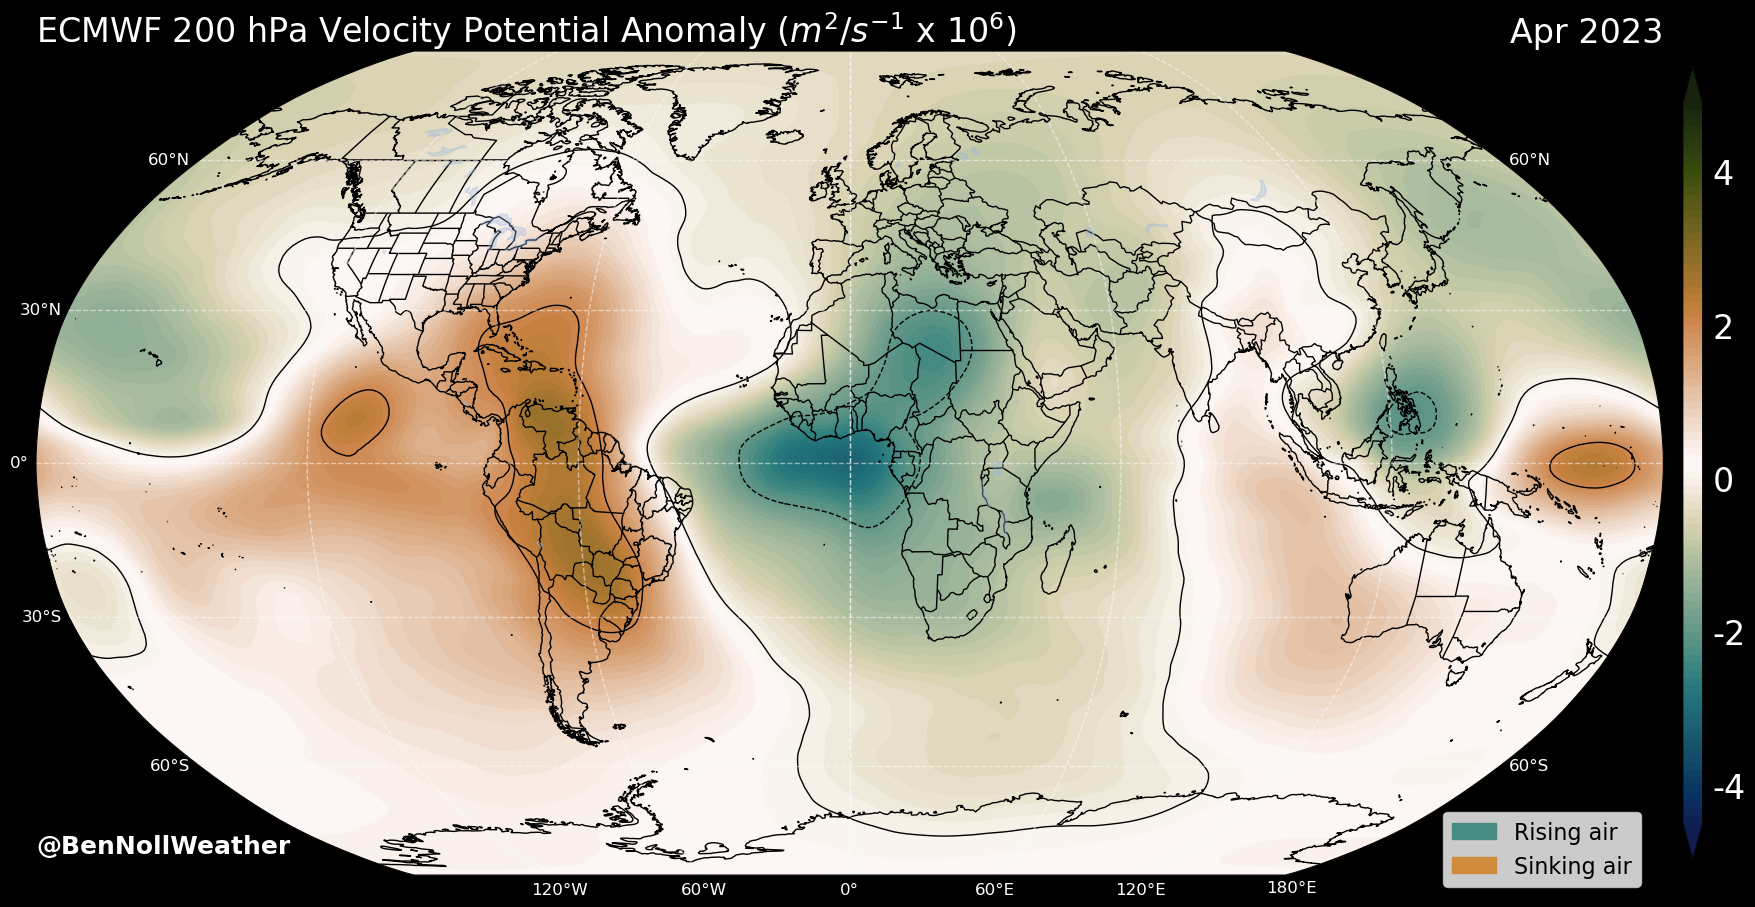 ECMWF 200 hPa Velocity Potential Anomaly (m²/s⁻¹ x 10⁶)
Apr 2023
60°N
60°N
4
30°N
2
0°
0
30°S
-2
60°S
60°S
-4
Rising air
@BenNollWeather
Sinking air
120°W 60°W 0° 60°E 120°E 180°E